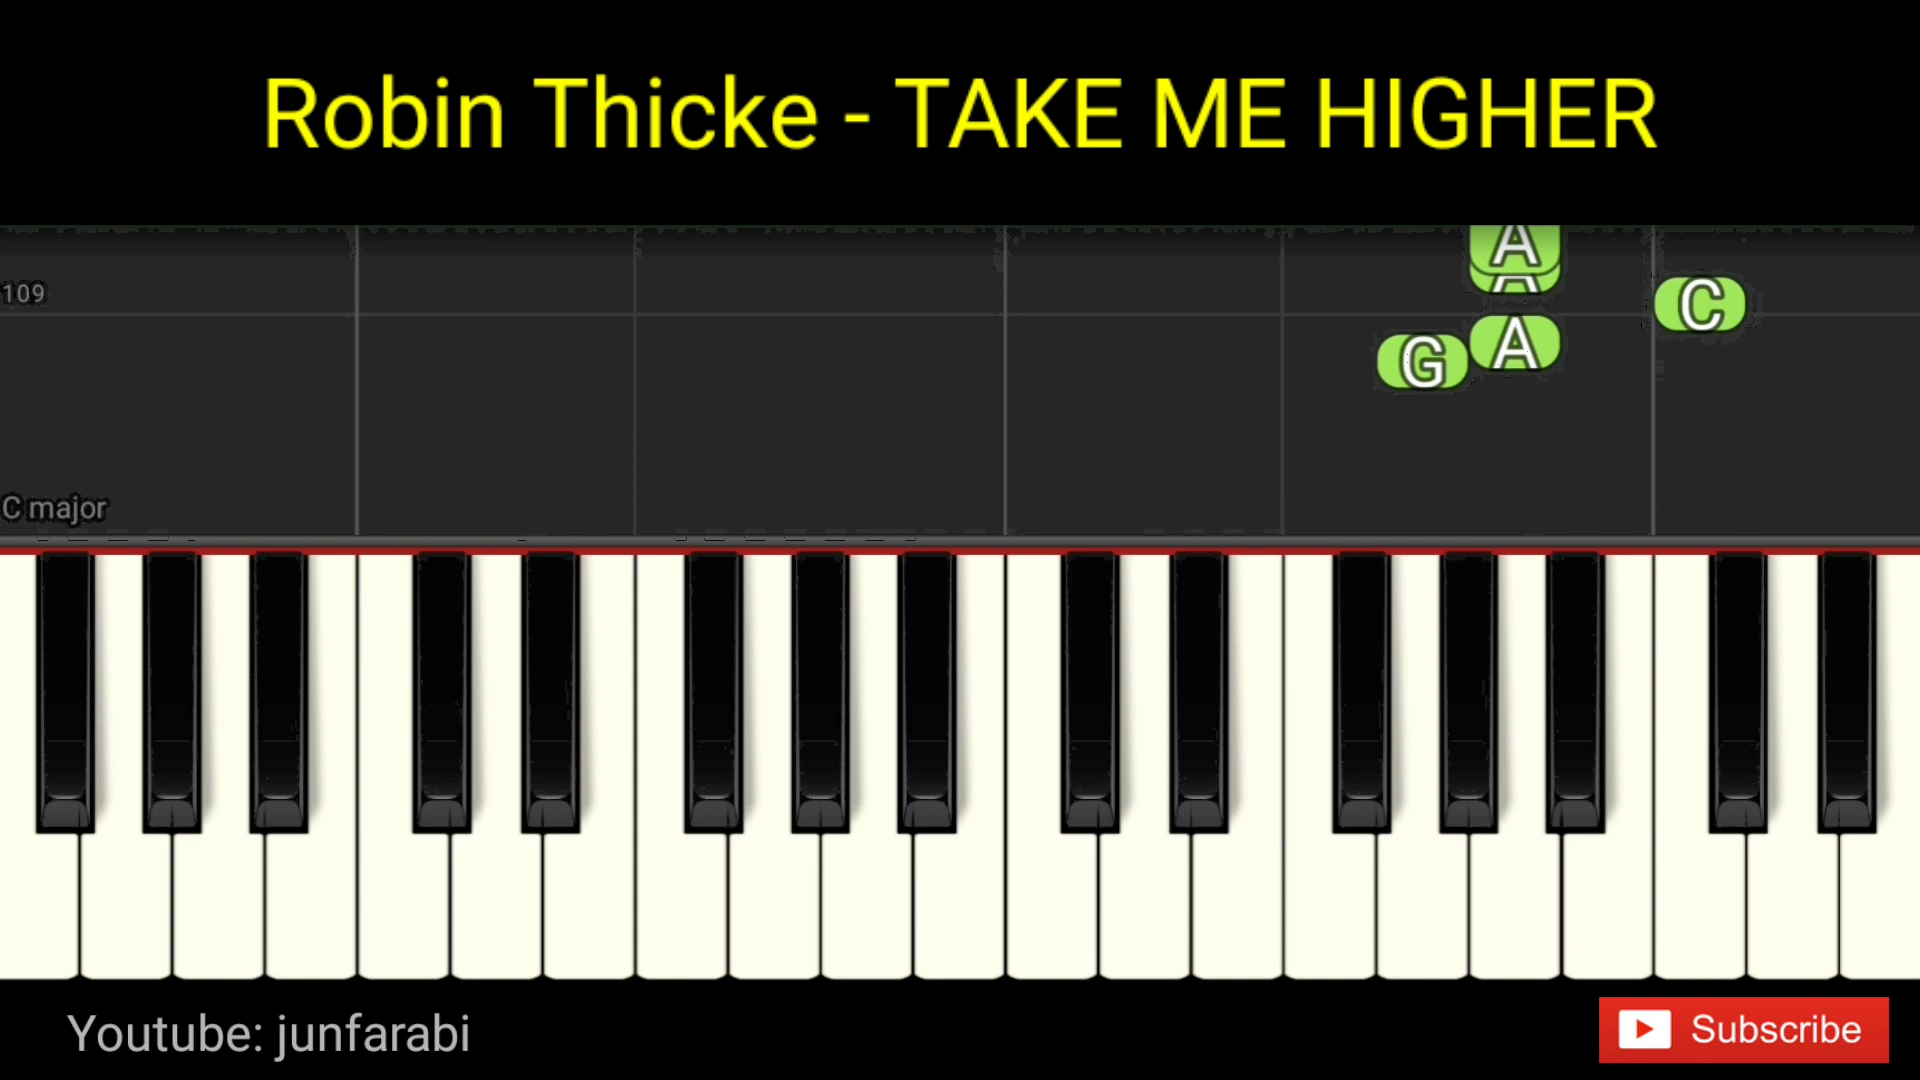 Robin Thicke - TAKE ME HIGHER
A
A
109
C
A
G
C major
Youtube: junfarabi
Subscribe